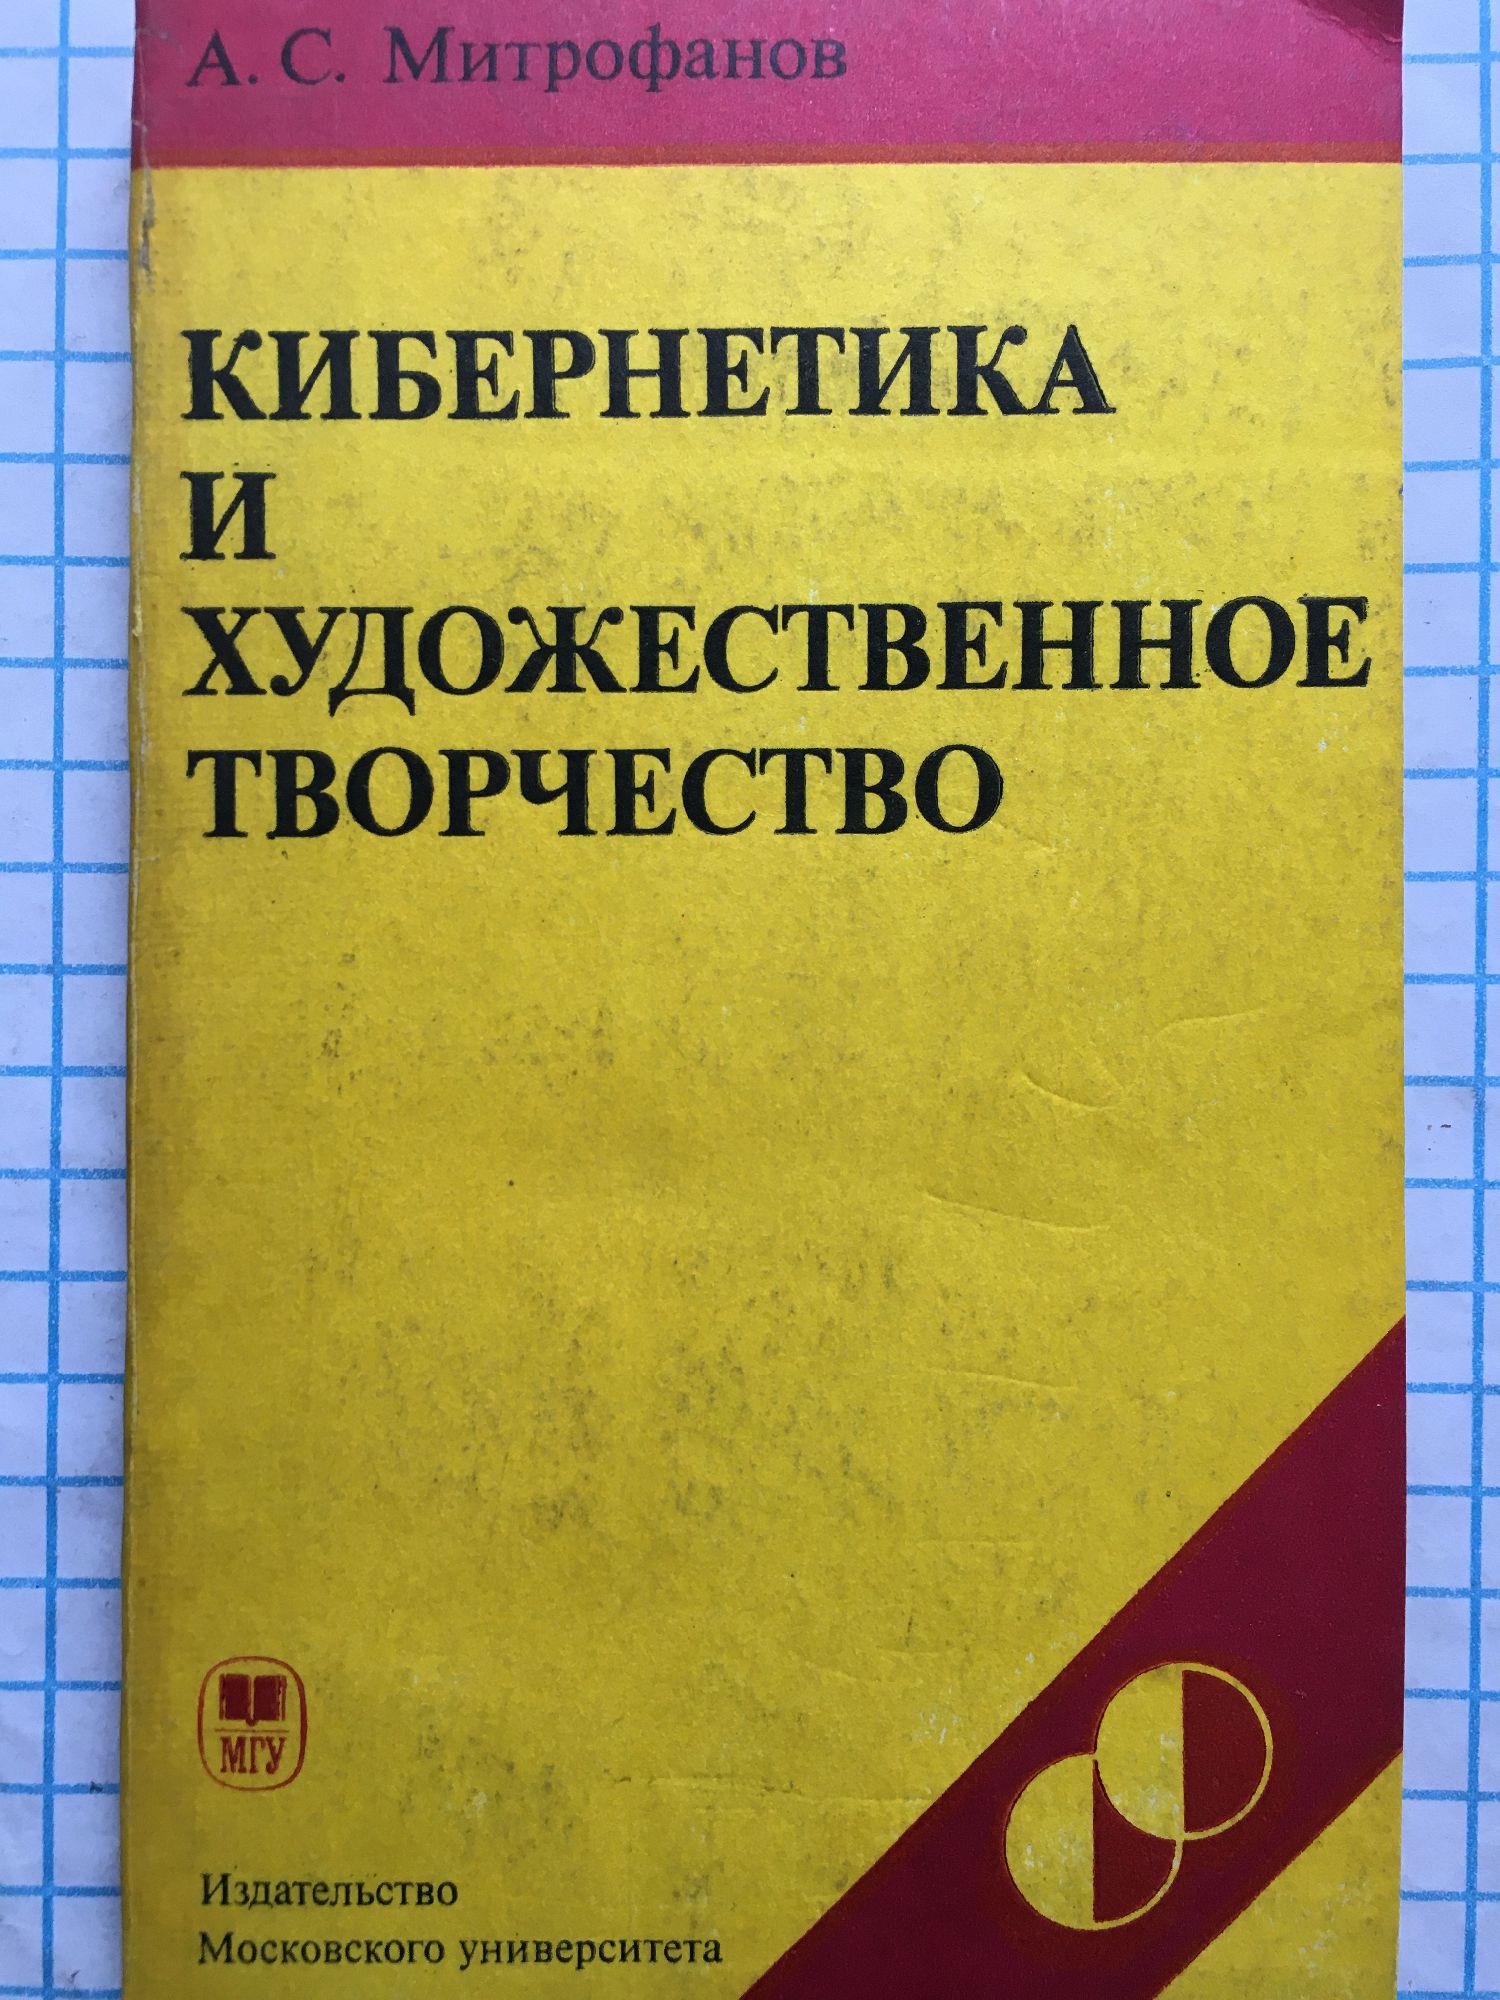 А. С. Митрофанов
КИБЕРНЕТИКА
И
ХУДОЖЕСТВЕННОЕ
ТВОРЧЕСТВО
МГУ
Издательство
Московского университета